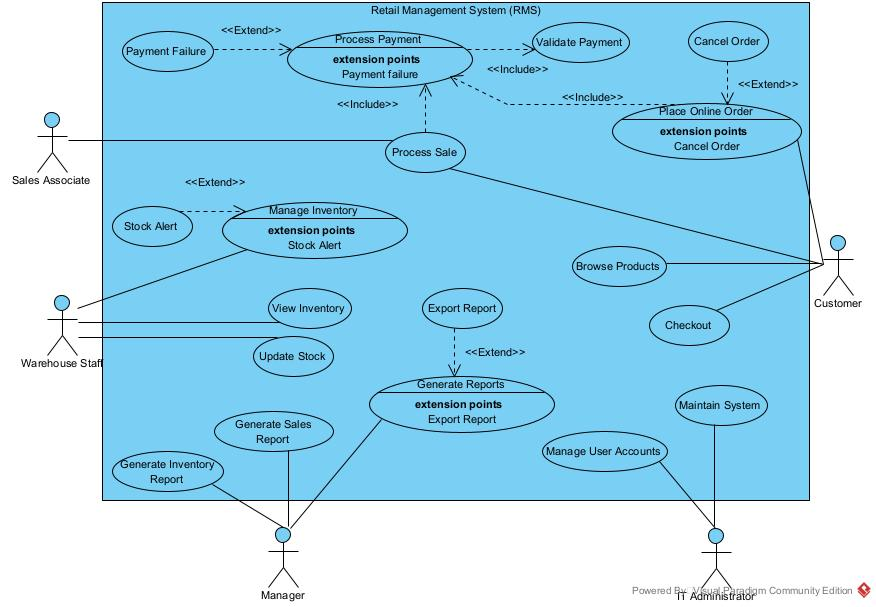 Retail Management System (RMS)
<<Extend>>
Payment Failure
Process Payment
extension points
Payment failure
Validate Payment
Cancel Order
<<Include>>
<<Extend>>
<<Include>>
<<Include>>
Place Online Order
extension points
Cancel Order
Process Sale
Sales Associate
<<Extend>>
Stock Alert
Manage Inventory
extension points
Stock Alert
Browse Products
Customer
View Inventory
Export Report
Checkout
Warehouse Staff
Update Stock
<<Extend>>
Generate Reports
extension points
Export Report
Maintain System
Generate Sales
Report
Manage User Accounts
Generate Inventory
Report
Manager
IT Administrator
Powered By: Visual Paradigm Community Edition